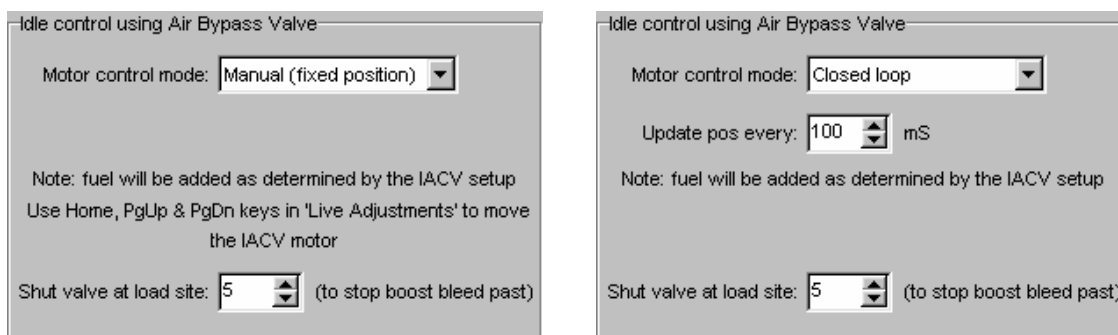 Idle control using Air Bypass Valve
Motor control mode: Manual (fixed position)
Note: fuel will be added as determined by the IACV setup
Use Home, PgUp & PgDn keys in 'Live Adjustments' to move
the IACV motor
Shut valve at load site: 5 (to stop boost bleed past)
Idle control using Air Bypass Valve
Motor control mode: Closed loop
Update pos every: 100 mS
Note: fuel will be added as determined by the IACV setup
Shut valve at load site: 5 (to stop boost bleed past)